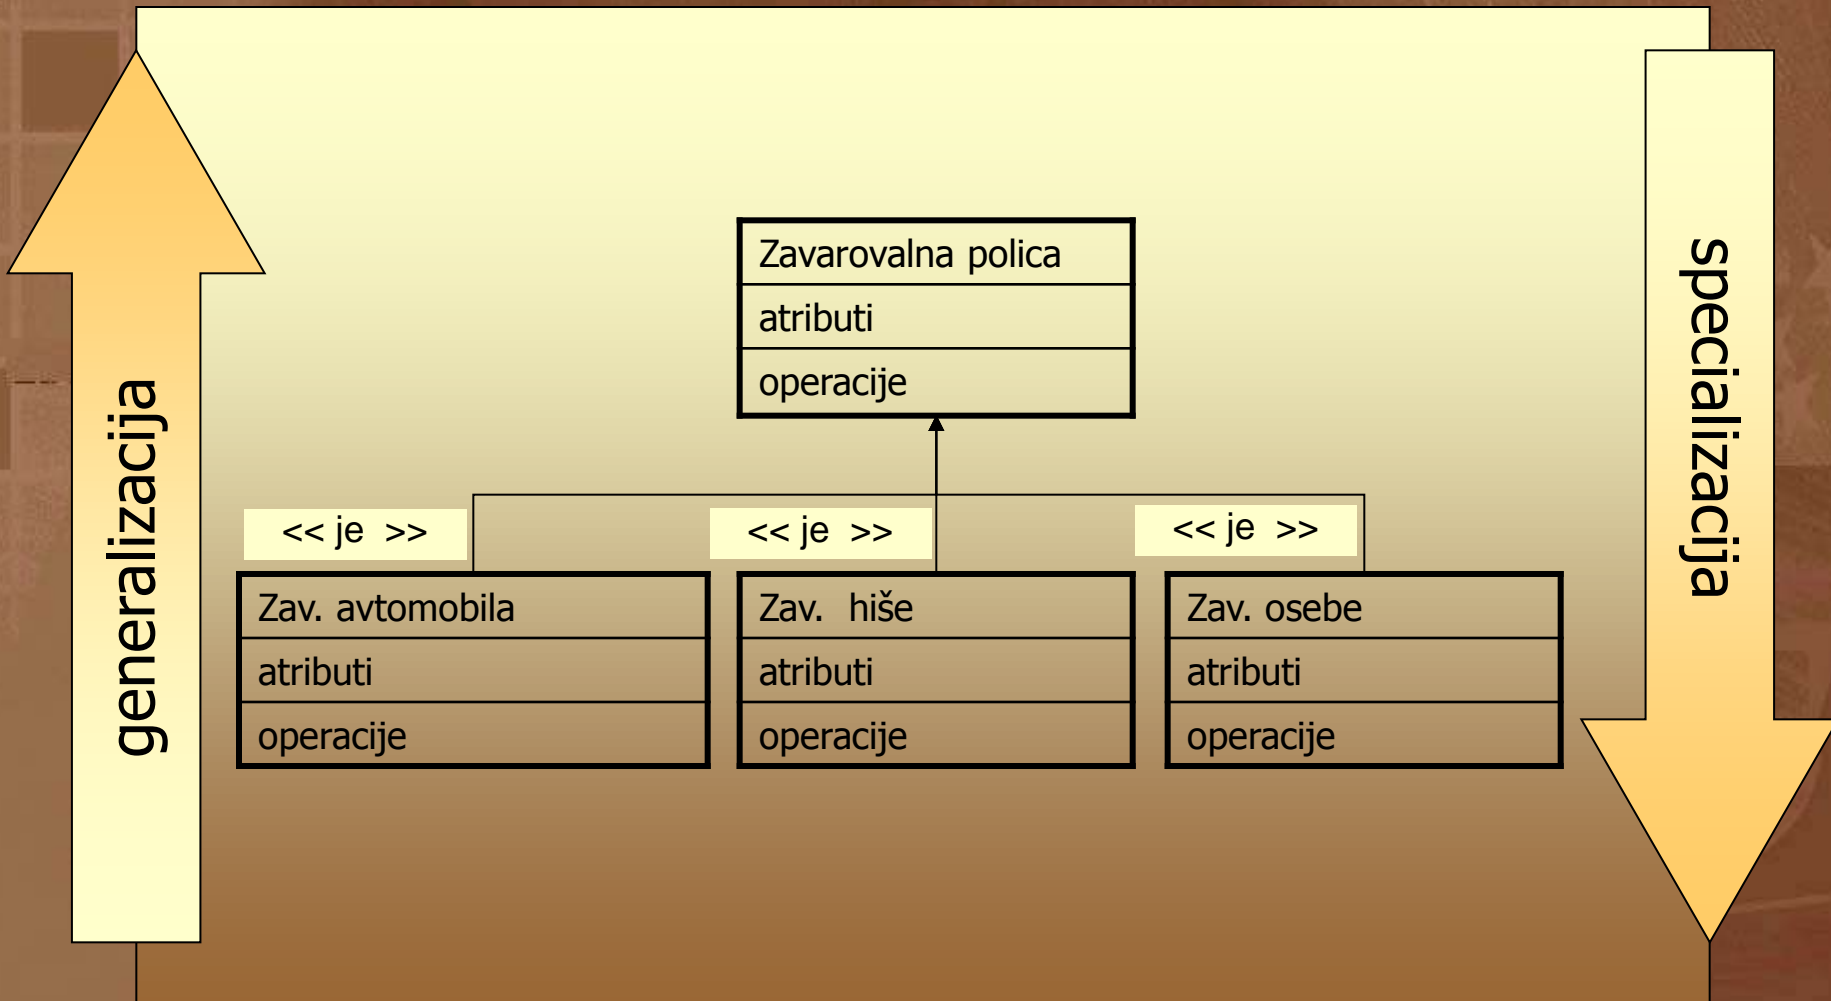 generalizacija
specializacija
Zavarovalna polica
atributi
operacije
<< je  >>
<< je  >>
<< je  >>
Zav. avtomobila
atributi
operacije
Zav.  hiše
atributi
operacije
Zav. osebe
atributi
operacije